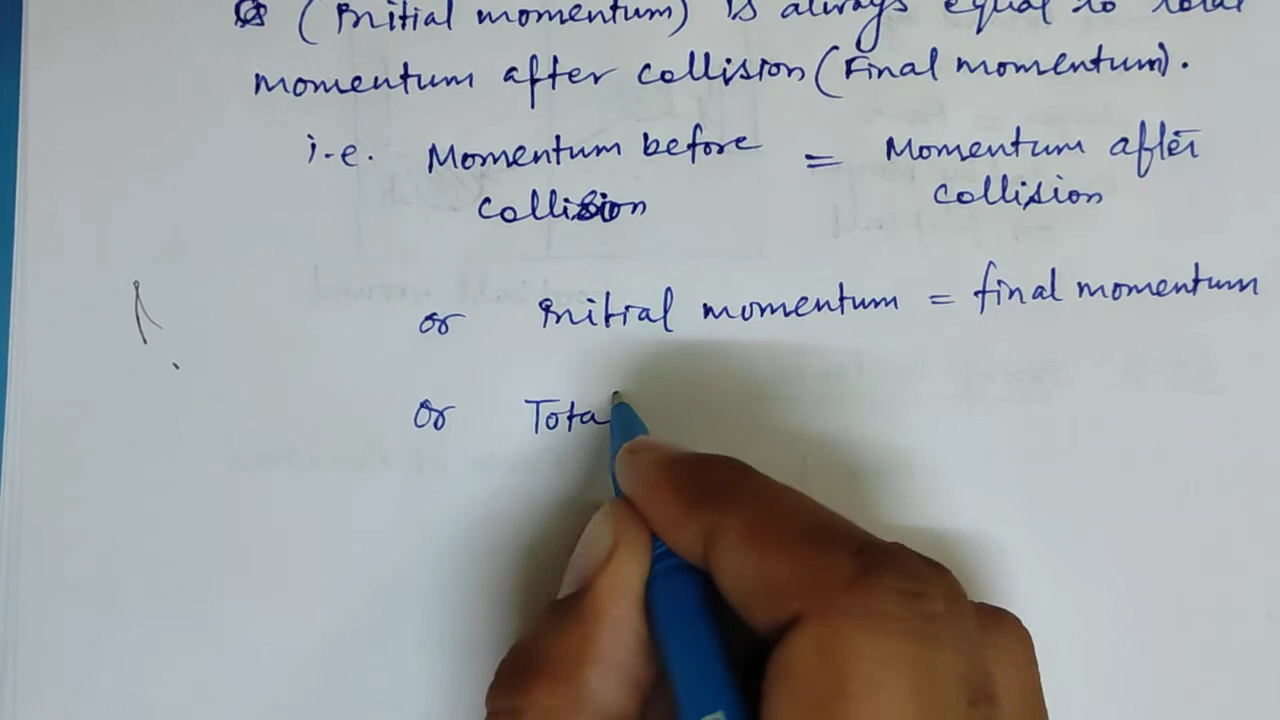 (Initial momentum) is always equal to total
momentum after collision (Final momentum).
i.e. Momentum before = Momentum after
collision collision
or Initial momentum = final momentum
or Tota